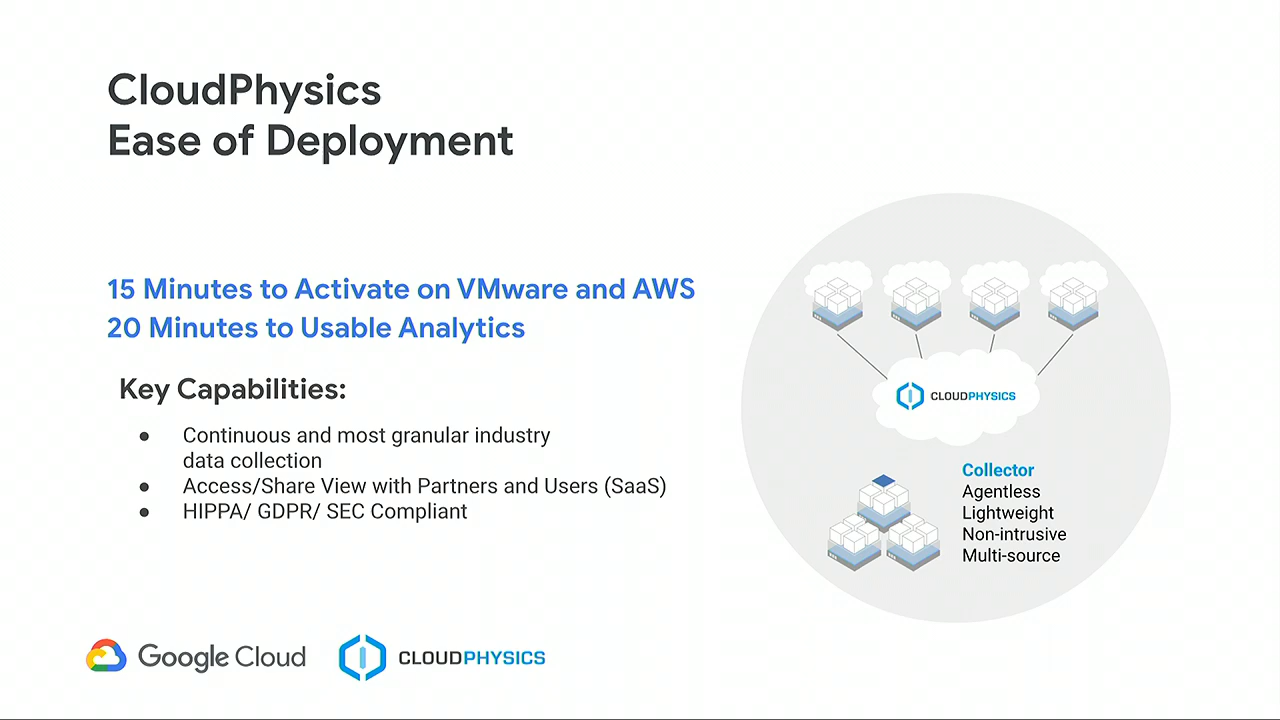 CloudPhysics
Ease of Deployment
15 Minutes to Activate on VMware and AWS
20 Minutes to Usable Analytics
Key Capabilities:
● Continuous and most granular industry
data collection
● Access/Share View with Partners and Users (SaaS)
● HIPPA/ GDPR/ SEC Compliant
CLOUDPHYSICS
Collector
Agentless
Lightweight
Non-intrusive
Multi-source
Google Cloud
CLOUDPHYSICS